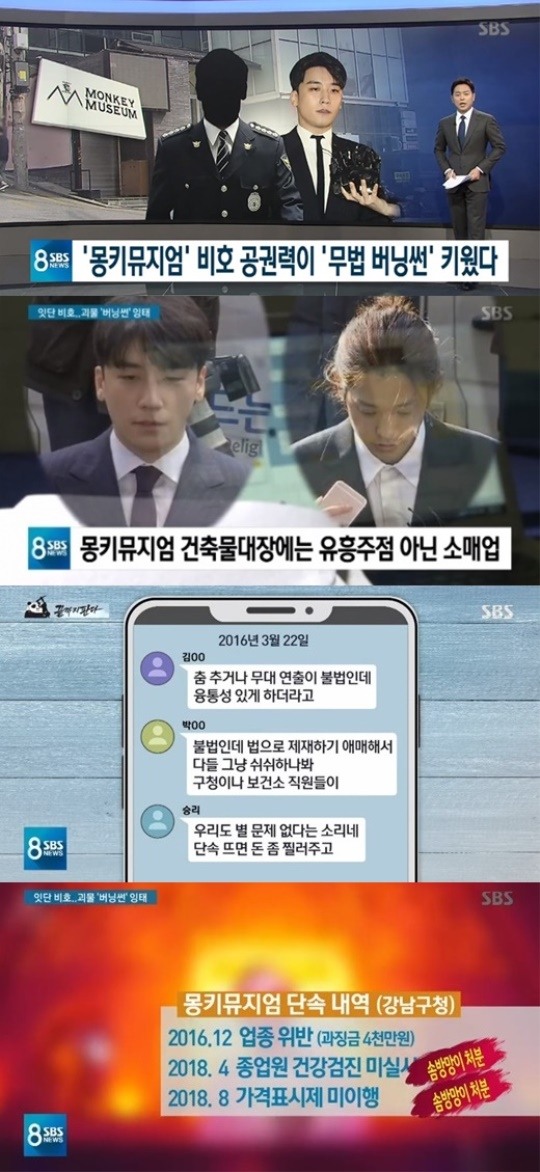 SBS
MONKEY
MUSEUM
8 SBS NEWS
'몽키뮤지엄' 비호 공권력이 '무법 버닝썬' 키웠다
잇단 비호..괴물 '버닝썬' 잉태
SBS
드는
Relig
8 SBS NEWS
몽키뮤지엄 건축물대장에는 유흥주점 아닌 소매업
끝까지 판다
SBS
2016년 3월 22일
김OO
춤 추거나 무대 연출이 불법인데
융통성 있게 하더라고
박OO
불법인데 법으로 제재하기 애매해서
다들 그냥 쉬쉬하나봐
구청이나 보건소 직원들이
승리
우리도 별 문제 없다는 소리네
단속 뜨면 돈 좀 찔러주고
8 SBS NEWS
잇단 비호..괴물 '버닝썬' 잉태
SBS
몽키뮤지엄 단속 내역 (강남구청)
2016.12 업종 위반 (과징금 4천만원)
2018. 4 종업원 건강검진 미실시
솜방망이 처분
2018. 8 가격표시제 미이행
솜방망이 처분
8 SBS NEWS